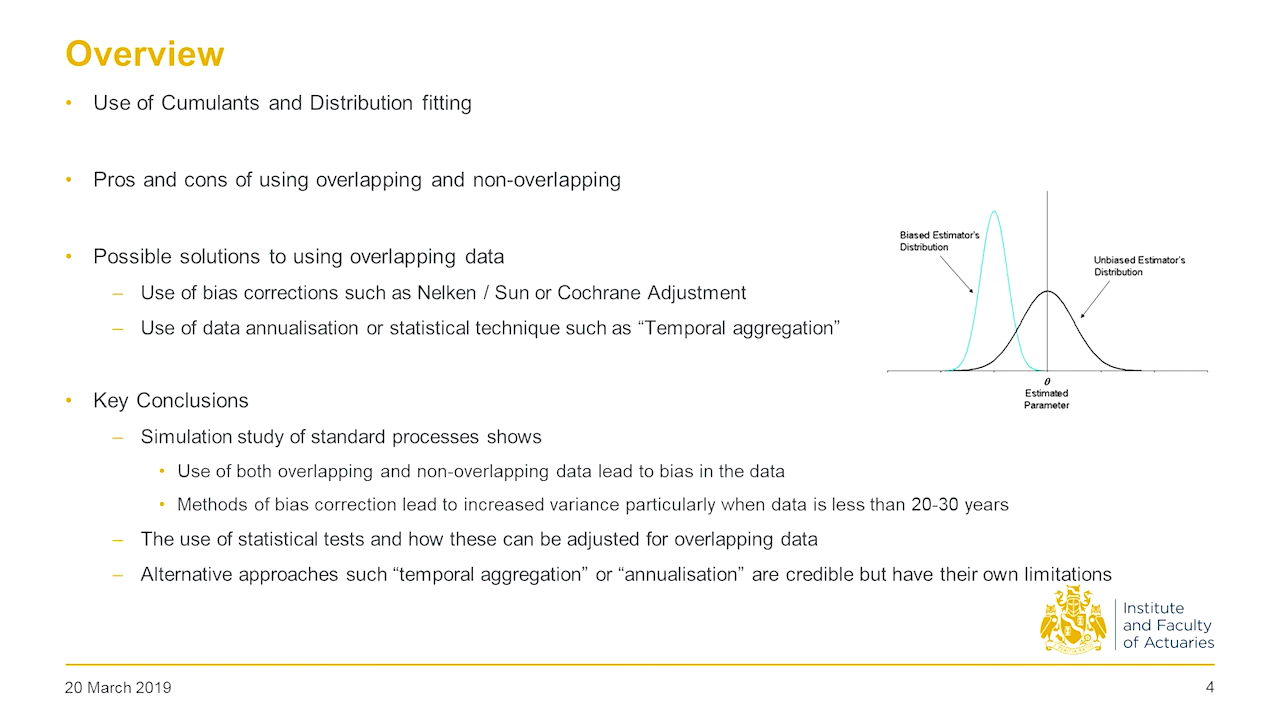 Overview
• Use of Cumulants and Distribution fitting
• Pros and cons of using overlapping and non-overlapping
• Possible solutions to using overlapping data
– Use of bias corrections such as Nelken / Sun or Cochrane Adjustment
– Use of data annualisation or statistical technique such as “Temporal aggregation”
• Key Conclusions
– Simulation study of standard processes shows
• Use of both overlapping and non-overlapping data lead to bias in the data
• Methods of bias correction lead to increased variance particularly when data is less than 20-30 years
– The use of statistical tests and how these can be adjusted for overlapping data
– Alternative approaches such “temporal aggregation” or “annualisation” are credible but have their own limitations
Biased Estimator's
Distribution
Unbiased Estimator's
Distribution
θ
Estimated
Parameter
Institute
and Faculty
of Actuaries
20 March 2019
4